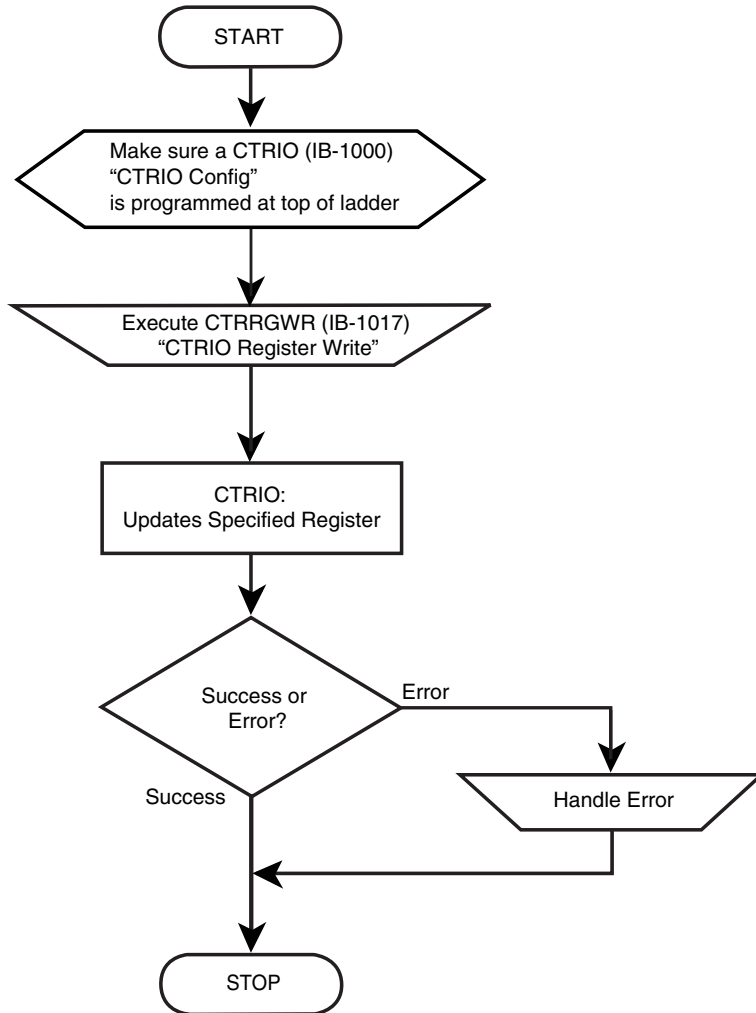 START
Make sure a CTRIO (IB-1000)
“CTRIO Config”
is programmed at top of ladder
Execute CTRRGWR (IB-1017)
“CTRIO Register Write”
CTRIO:
Updates Specified Register
Success or
Error?
Error
Success
Handle Error
STOP